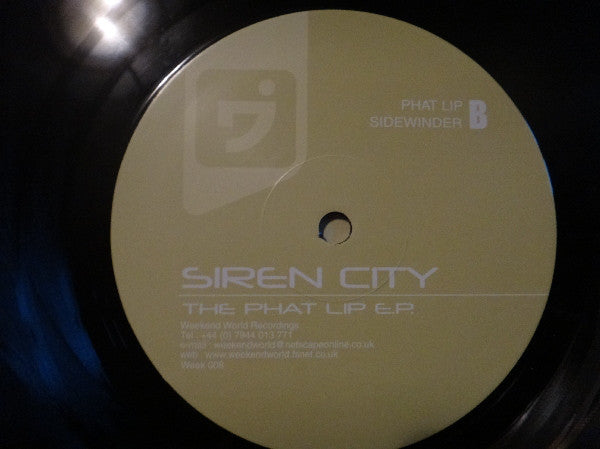 PHAT LIP
SIDEWINDER B
SIREN CITY
THE PHAT LIP E.P.
Weekend World Recordings
Tel : +44 (0) 7944 013 771
e-mail : weekendworld@netscapeonline.co.uk
web : www.weekendworld.fsnet.co.uk
Week 008